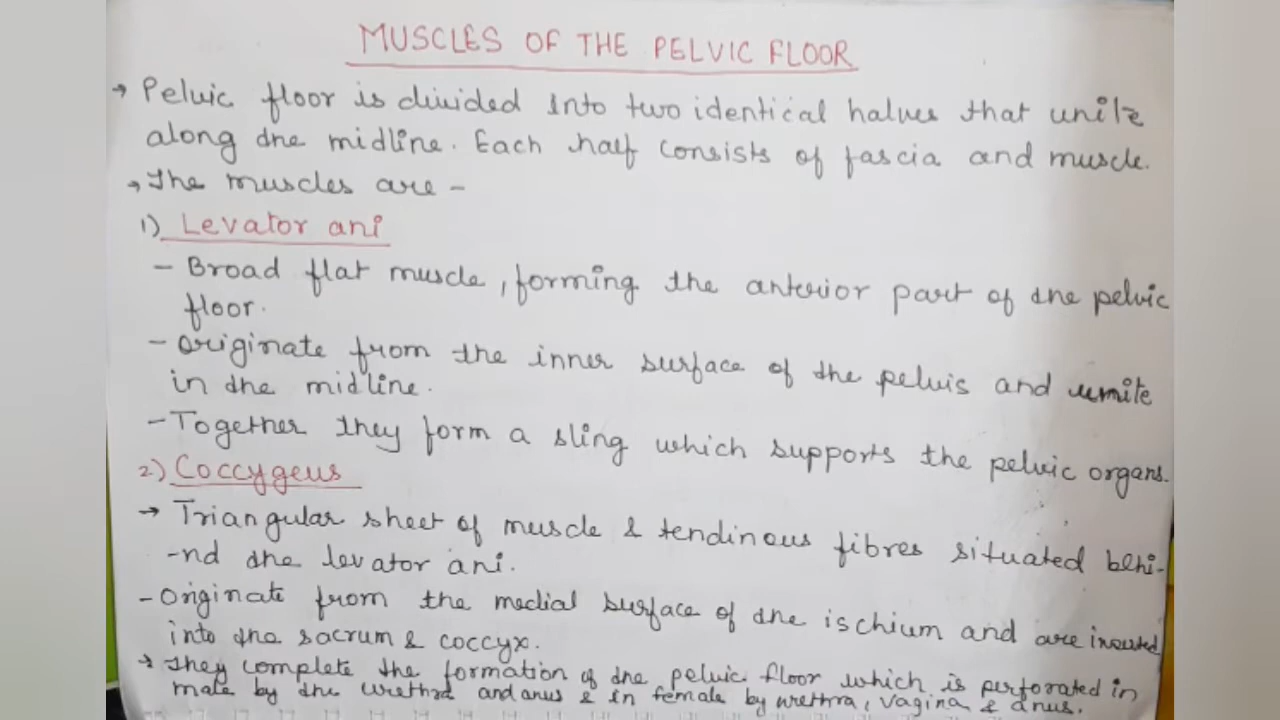 MUSCLES OF THE PELVIC FLOOR
→ Pelvic floor is divided into two identical halves that unite
along the midline. Each half consists of fascia and muscle.
→ The muscles are -
1) Levator ani
- Broad flat muscle, forming the anterior part of the pelvic
floor.
- Originate from the inner surface of the pelvis and unite
in the midline.
- Together they form a sling which supports the pelvic organs.
2) Coccygeus
→ Triangular sheet of muscle & tendinous fibres situated behi-
-nd the levator ani.
- Originate from the medial surface of the ischium and are inserted
into the sacrum & coccyx.
→ They complete the formation of the pelvic floor which is perforated in
male by the urethra and anus & in female by urethra, vagina & anus.